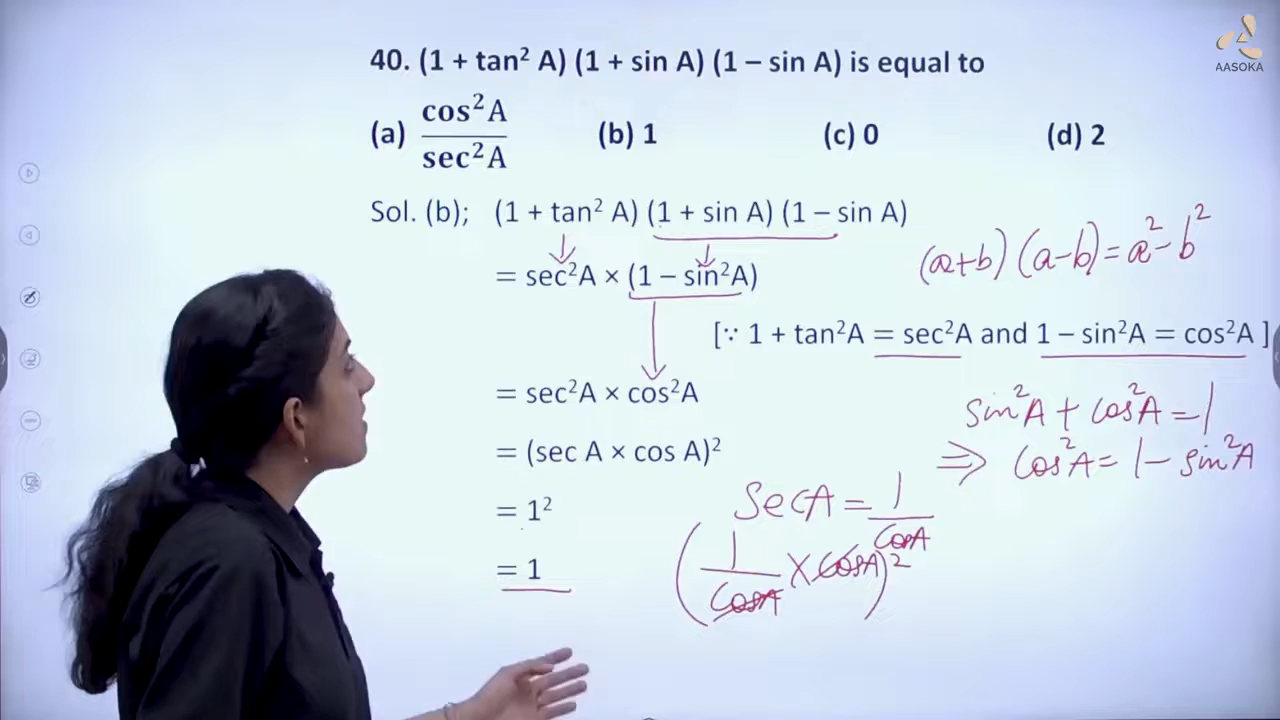 AASOKA
40. (1 + tan² A) (1 + sin A) (1 – sin A) is equal to
(a) cos²A / sec²A (b) 1 (c) 0 (d) 2
Sol. (b); (1 + tan² A) (1 + sin A) (1 – sin A)
(a+b) (a-b) = a² - b²
= sec²A × (1 – sin²A)
[∵ 1 + tan²A = sec²A and 1 – sin²A = cos²A ]
= sec²A × cos²A
sin²A + cos²A = 1
⇒ cos²A = 1 - sin²A
= (sec A × cos A)²
= 1²
SecA = 1 / cosA
(1 / cosA × cosA)²
= 1